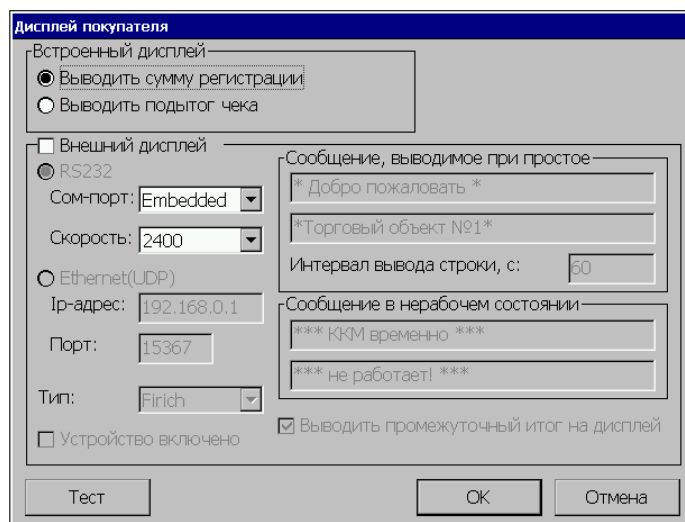 Дисплей покупателя
Встроенный дисплей
Выводить сумму регистрации
Выводить подытог чека
Внешний дисплей
RS232
Сом-порт: Embedded
Скорость: 2400
Ethernet(UDP)
Ip-адрес: 192.168.0.1
Порт: 15367
Тип: Firich
Устройство включено
Сообщение, выводимое при простое
* Добро пожаловать *
*Торговый объект №1*
Интервал вывода строки, с: 60
Сообщение в нерабочем состоянии
*** ККМ временно ***
*** не работает! ***
Выводить промежуточный итог на дисплей
Тест
OK
Отмена